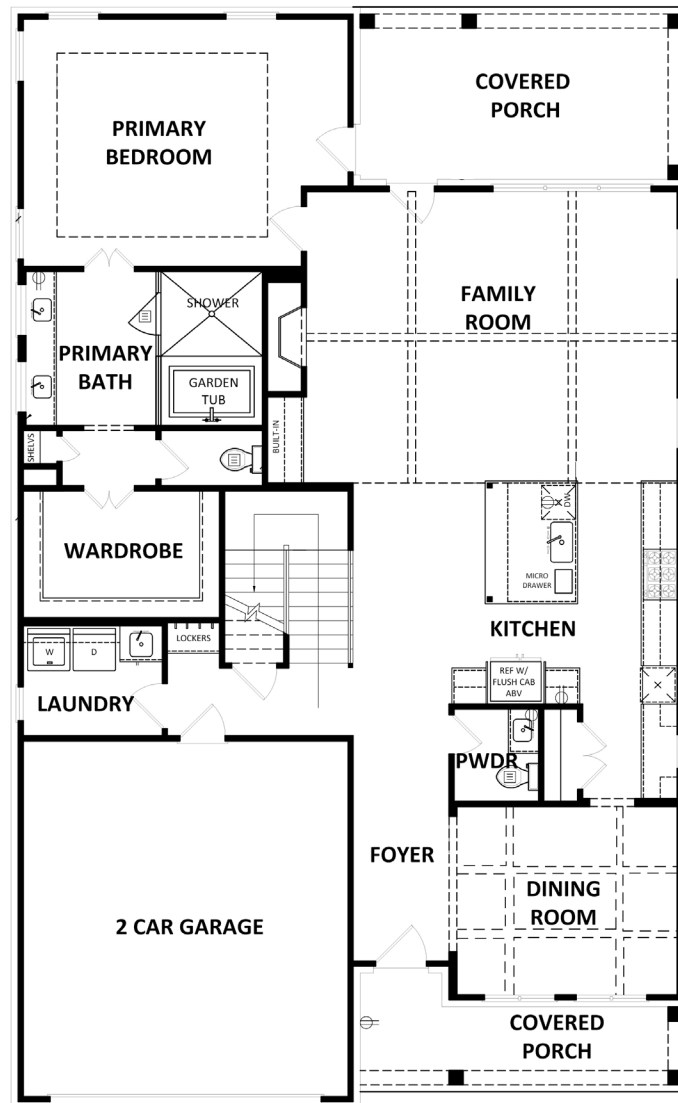 COVERED
PORCH
PRIMARY
BEDROOM
FAMILY
ROOM
SHOWER
PRIMARY
BATH
GARDEN
TUB
BUILT-IN
SHELVS
DW
WARDROBE
MICRO
DRAWER
KITCHEN
LOCKERS
W
D
REF W/
FLUSH CAB
ABV
LAUNDRY
PWDR
FOYER
DINING
ROOM
2 CAR GARAGE
COVERED
PORCH